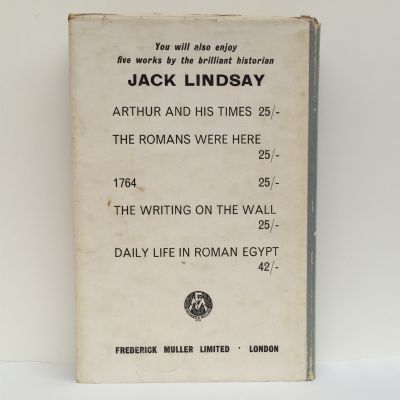 You will also enjoy
five works by the brilliant historian
JACK LINDSAY
ARTHUR AND HIS TIMES 25/-
THE ROMANS WERE HERE
25/-
1764 25/-
THE WRITING ON THE WALL
25/-
DAILY LIFE IN ROMAN EGYPT
42/-
FREDERICK MULLER LIMITED · LONDON